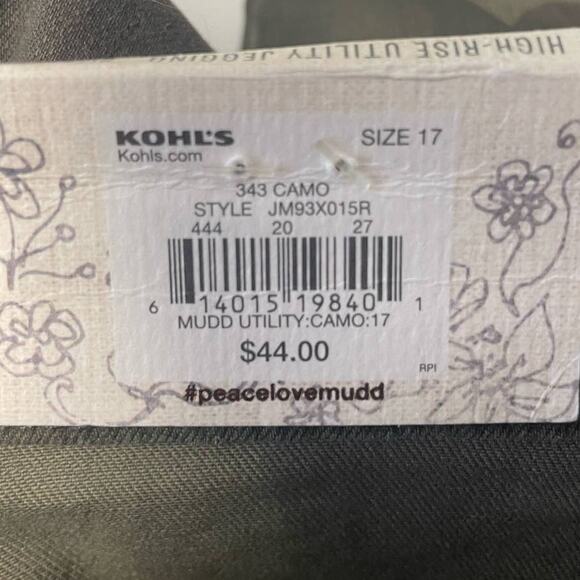 HIGH-RISE UTILITY JEGGING
KOHL'S SIZE 17
Kohls.com
343 CAMO
STYLE JM93X015R
444 20 27
6 14015 19840 1
MUDD UTILITY:CAMO:17
$44.00
RPI
#peacelovemudd